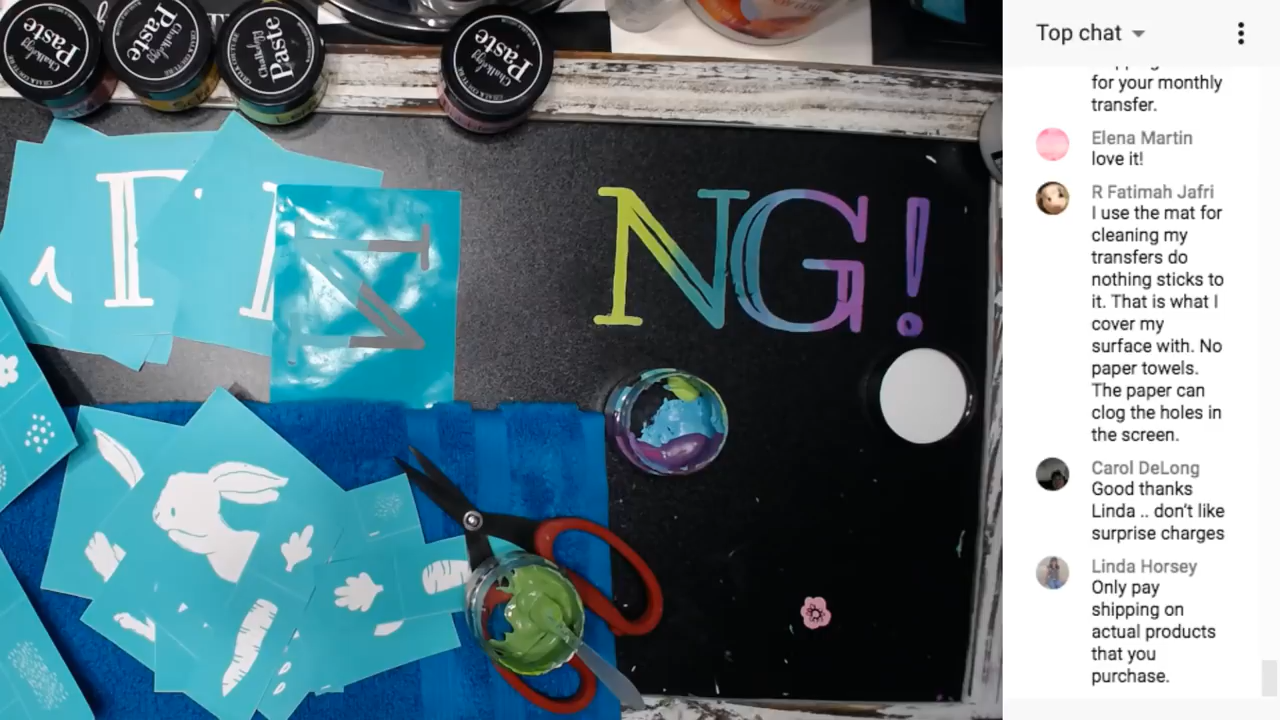 Paste
Chalkology
Paste
Chalkology
Paste
Chalkology
Paste
Chalkology
NG!
Top chat
for your monthly
transfer.
Elena Martin
love it!
R Fatimah Jafri
I use the mat for
cleaning my
transfers do
nothing sticks to
it. That is what I
cover my
surface with. No
paper towels.
The paper can
clog the holes in
the screen.
Carol DeLong
Good thanks
Linda .. don't like
surprise charges
Linda Horsey
Only pay
shipping on
actual products
that you
purchase.